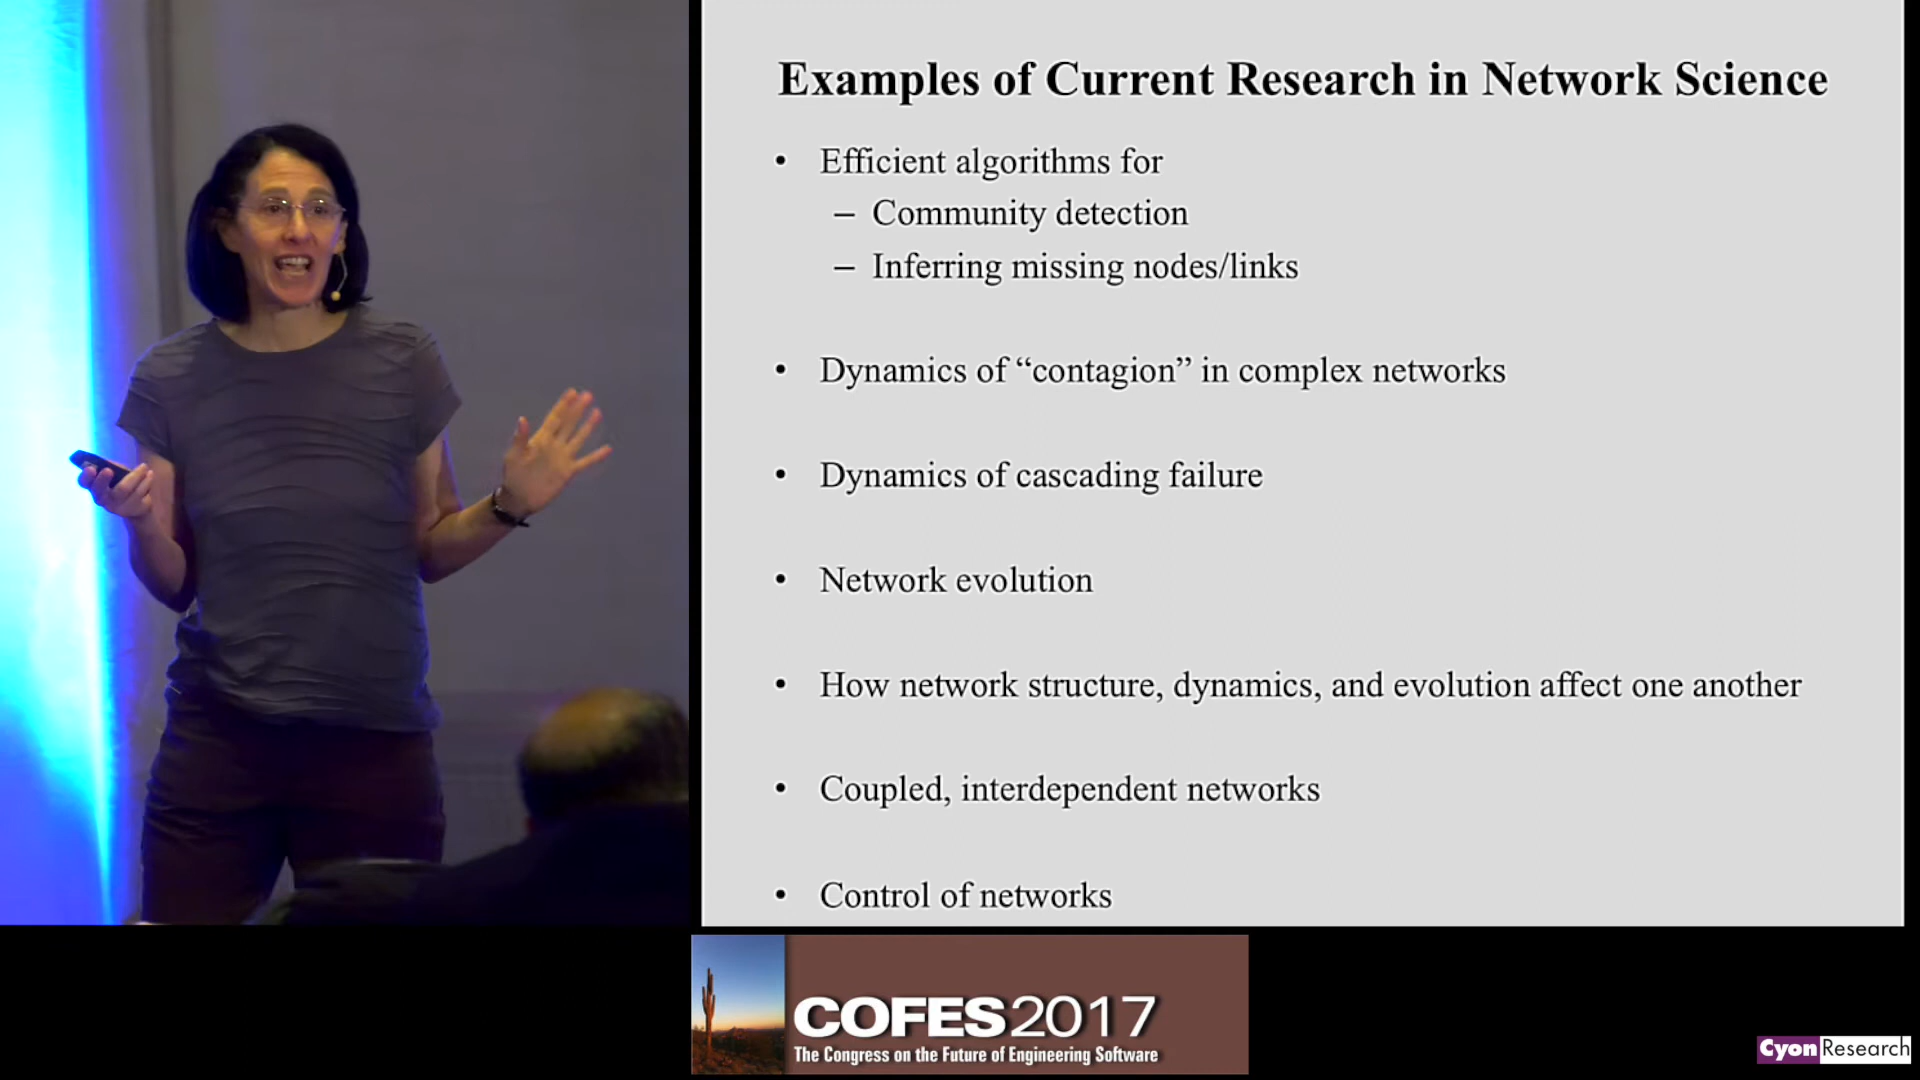 Examples of Current Research in Network Science
• Efficient algorithms for
– Community detection
– Inferring missing nodes/links
• Dynamics of “contagion” in complex networks
• Dynamics of cascading failure
• Network evolution
• How network structure, dynamics, and evolution affect one another
• Coupled, interdependent networks
• Control of networks
COFES2017
The Congress on the Future of Engineering Software
CyonResearch